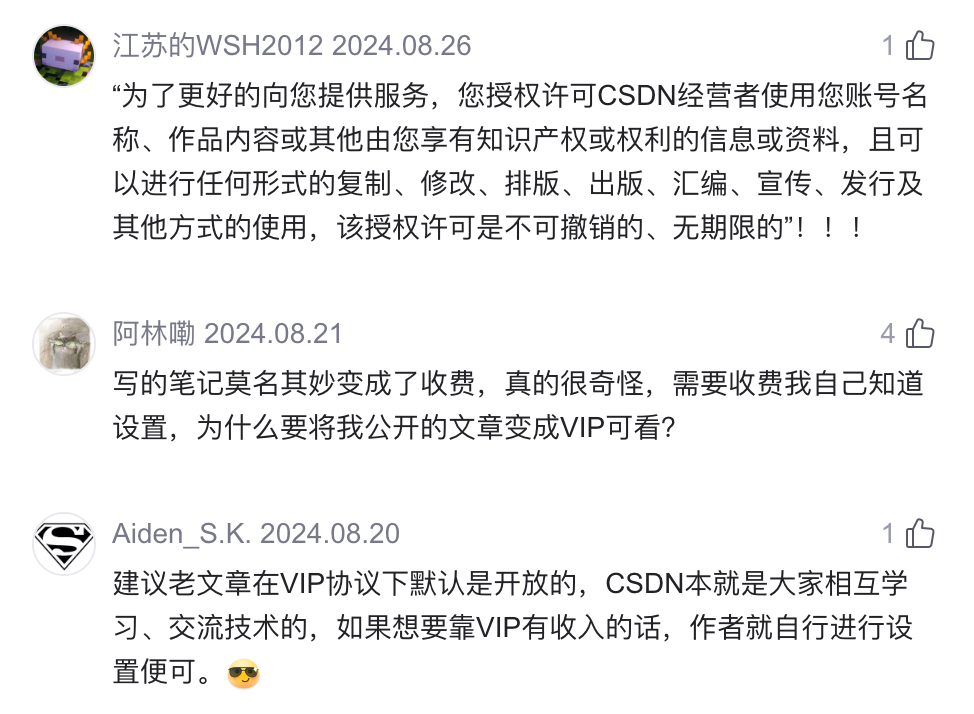 江苏的WSH2012 2024.08.26
1
“为了更好的向您提供服务，您授权许可CSDN经营者使用您账号名
称、作品内容或其他由您享有知识产权或权利的信息或资料，且可
以进行任何形式的复制、修改、排版、出版、汇编、宣传、发行及
其他方式的使用，该授权许可是不可撤销的、无期限的”！！！
阿林嘞 2024.08.21
4
写的笔记莫名其妙变成了收费，真的很奇怪，需要收费我自己知道
设置，为什么要将我公开的文章变成VIP可看？
Aiden_S.K. 2024.08.20
1
建议老文章在VIP协议下默认是开放的，CSDN本就是大家相互学
习、交流技术的，如果想要靠VIP有收入的话，作者就自行进行设
置便可。😎